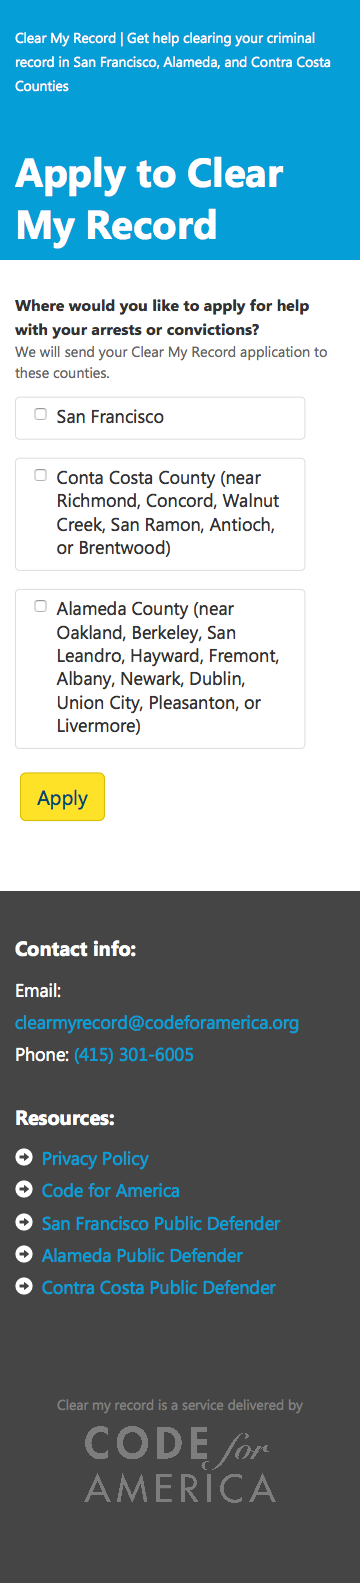 Clear My Record | Get help clearing your criminal
record in San Francisco, Alameda, and Contra Costa
Counties
Apply to Clear
My Record
Where would you like to apply for help
with your arrests or convictions?
We will send your Clear My Record application to
these counties.
San Francisco
Conta Costa County (near
Richmond, Concord, Walnut
Creek, San Ramon, Antioch,
or Brentwood)
Alameda County (near
Oakland, Berkeley, San
Leandro, Hayward, Fremont,
Albany, Newark, Dublin,
Union City, Pleasanton, or
Livermore)
Apply
Contact info:
Email:
clearmyrecord@codeforamerica.org
Phone: (415) 301-6005
Resources:
Privacy Policy
Code for America
San Francisco Public Defender
Alameda Public Defender
Contra Costa Public Defender
Clear my record is a service delivered by
CODE for
AMERICA